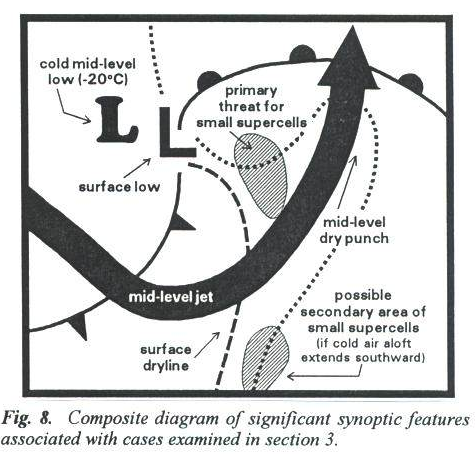 cold mid-level
low (-20°C)
L
L
surface low
primary
threat for
small supercells
mid-level
dry punch
mid-level jet
surface
dryline
possible
secondary area of
small supercells
(if cold air aloft
extends southward)
Fig. 8. Composite diagram of significant synoptic features
associated with cases examined in section 3.